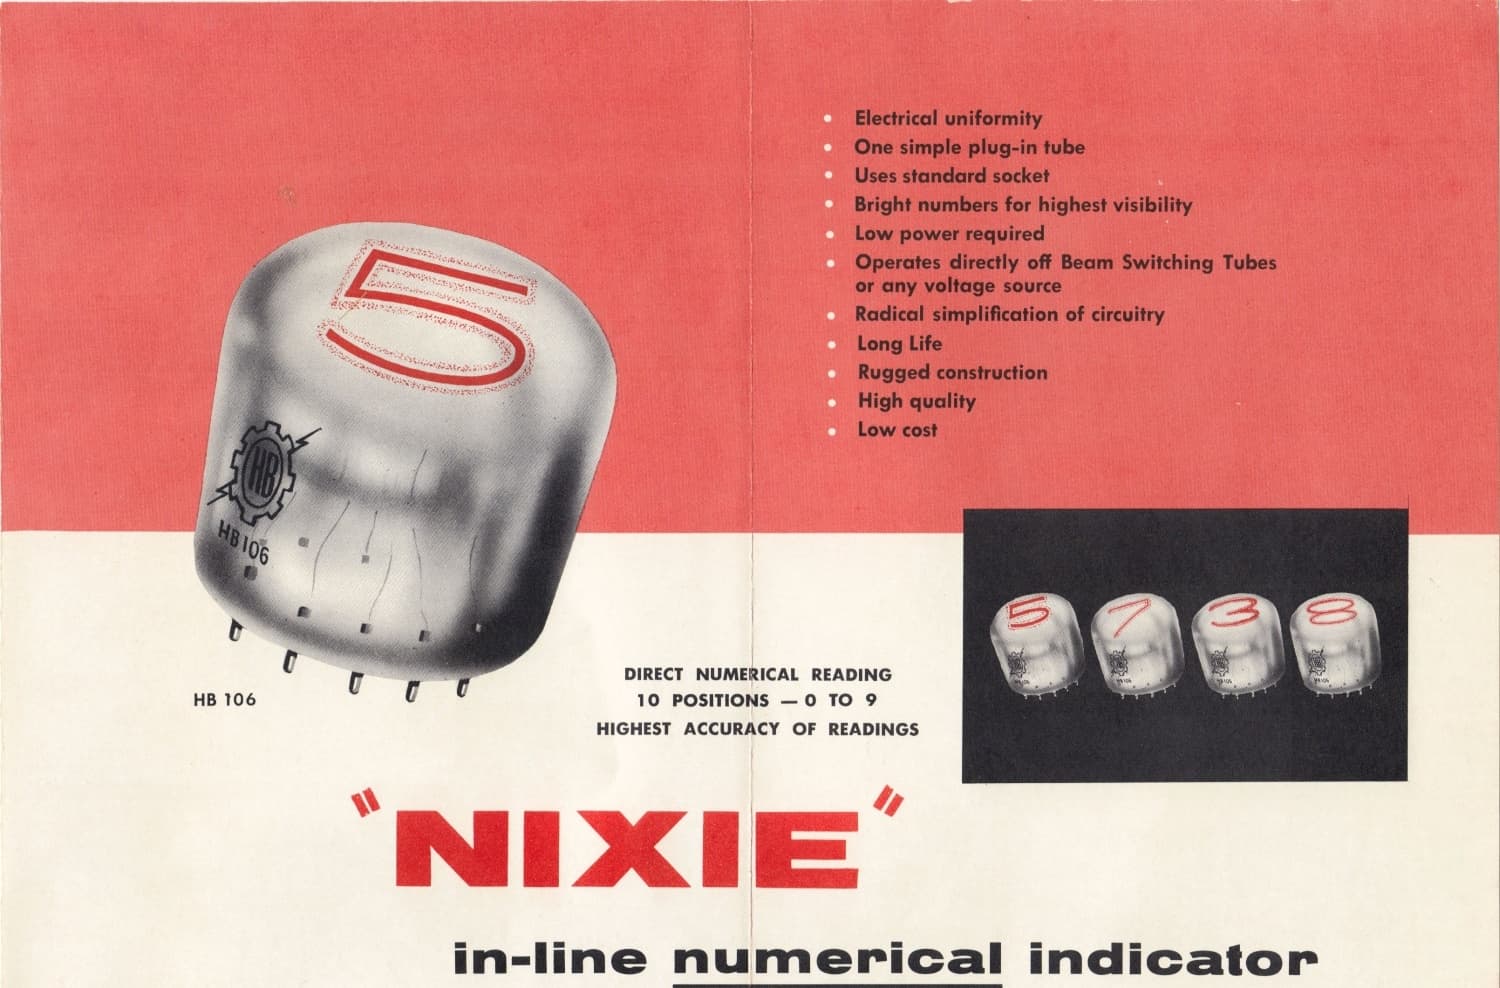 • Electrical uniformity
• One simple plug-in tube
• Uses standard socket
• Bright numbers for highest visibility
• Low power required
• Operates directly off Beam Switching Tubes
or any voltage source
• Radical simplification of circuitry
• Long Life
• Rugged construction
• High quality
• Low cost
5
HB
HB 106
HB 106
5 7 3 8
DIRECT NUMERICAL READING
10 POSITIONS — 0 TO 9
HIGHEST ACCURACY OF READINGS
"NIXIE"
in-line numerical indicator